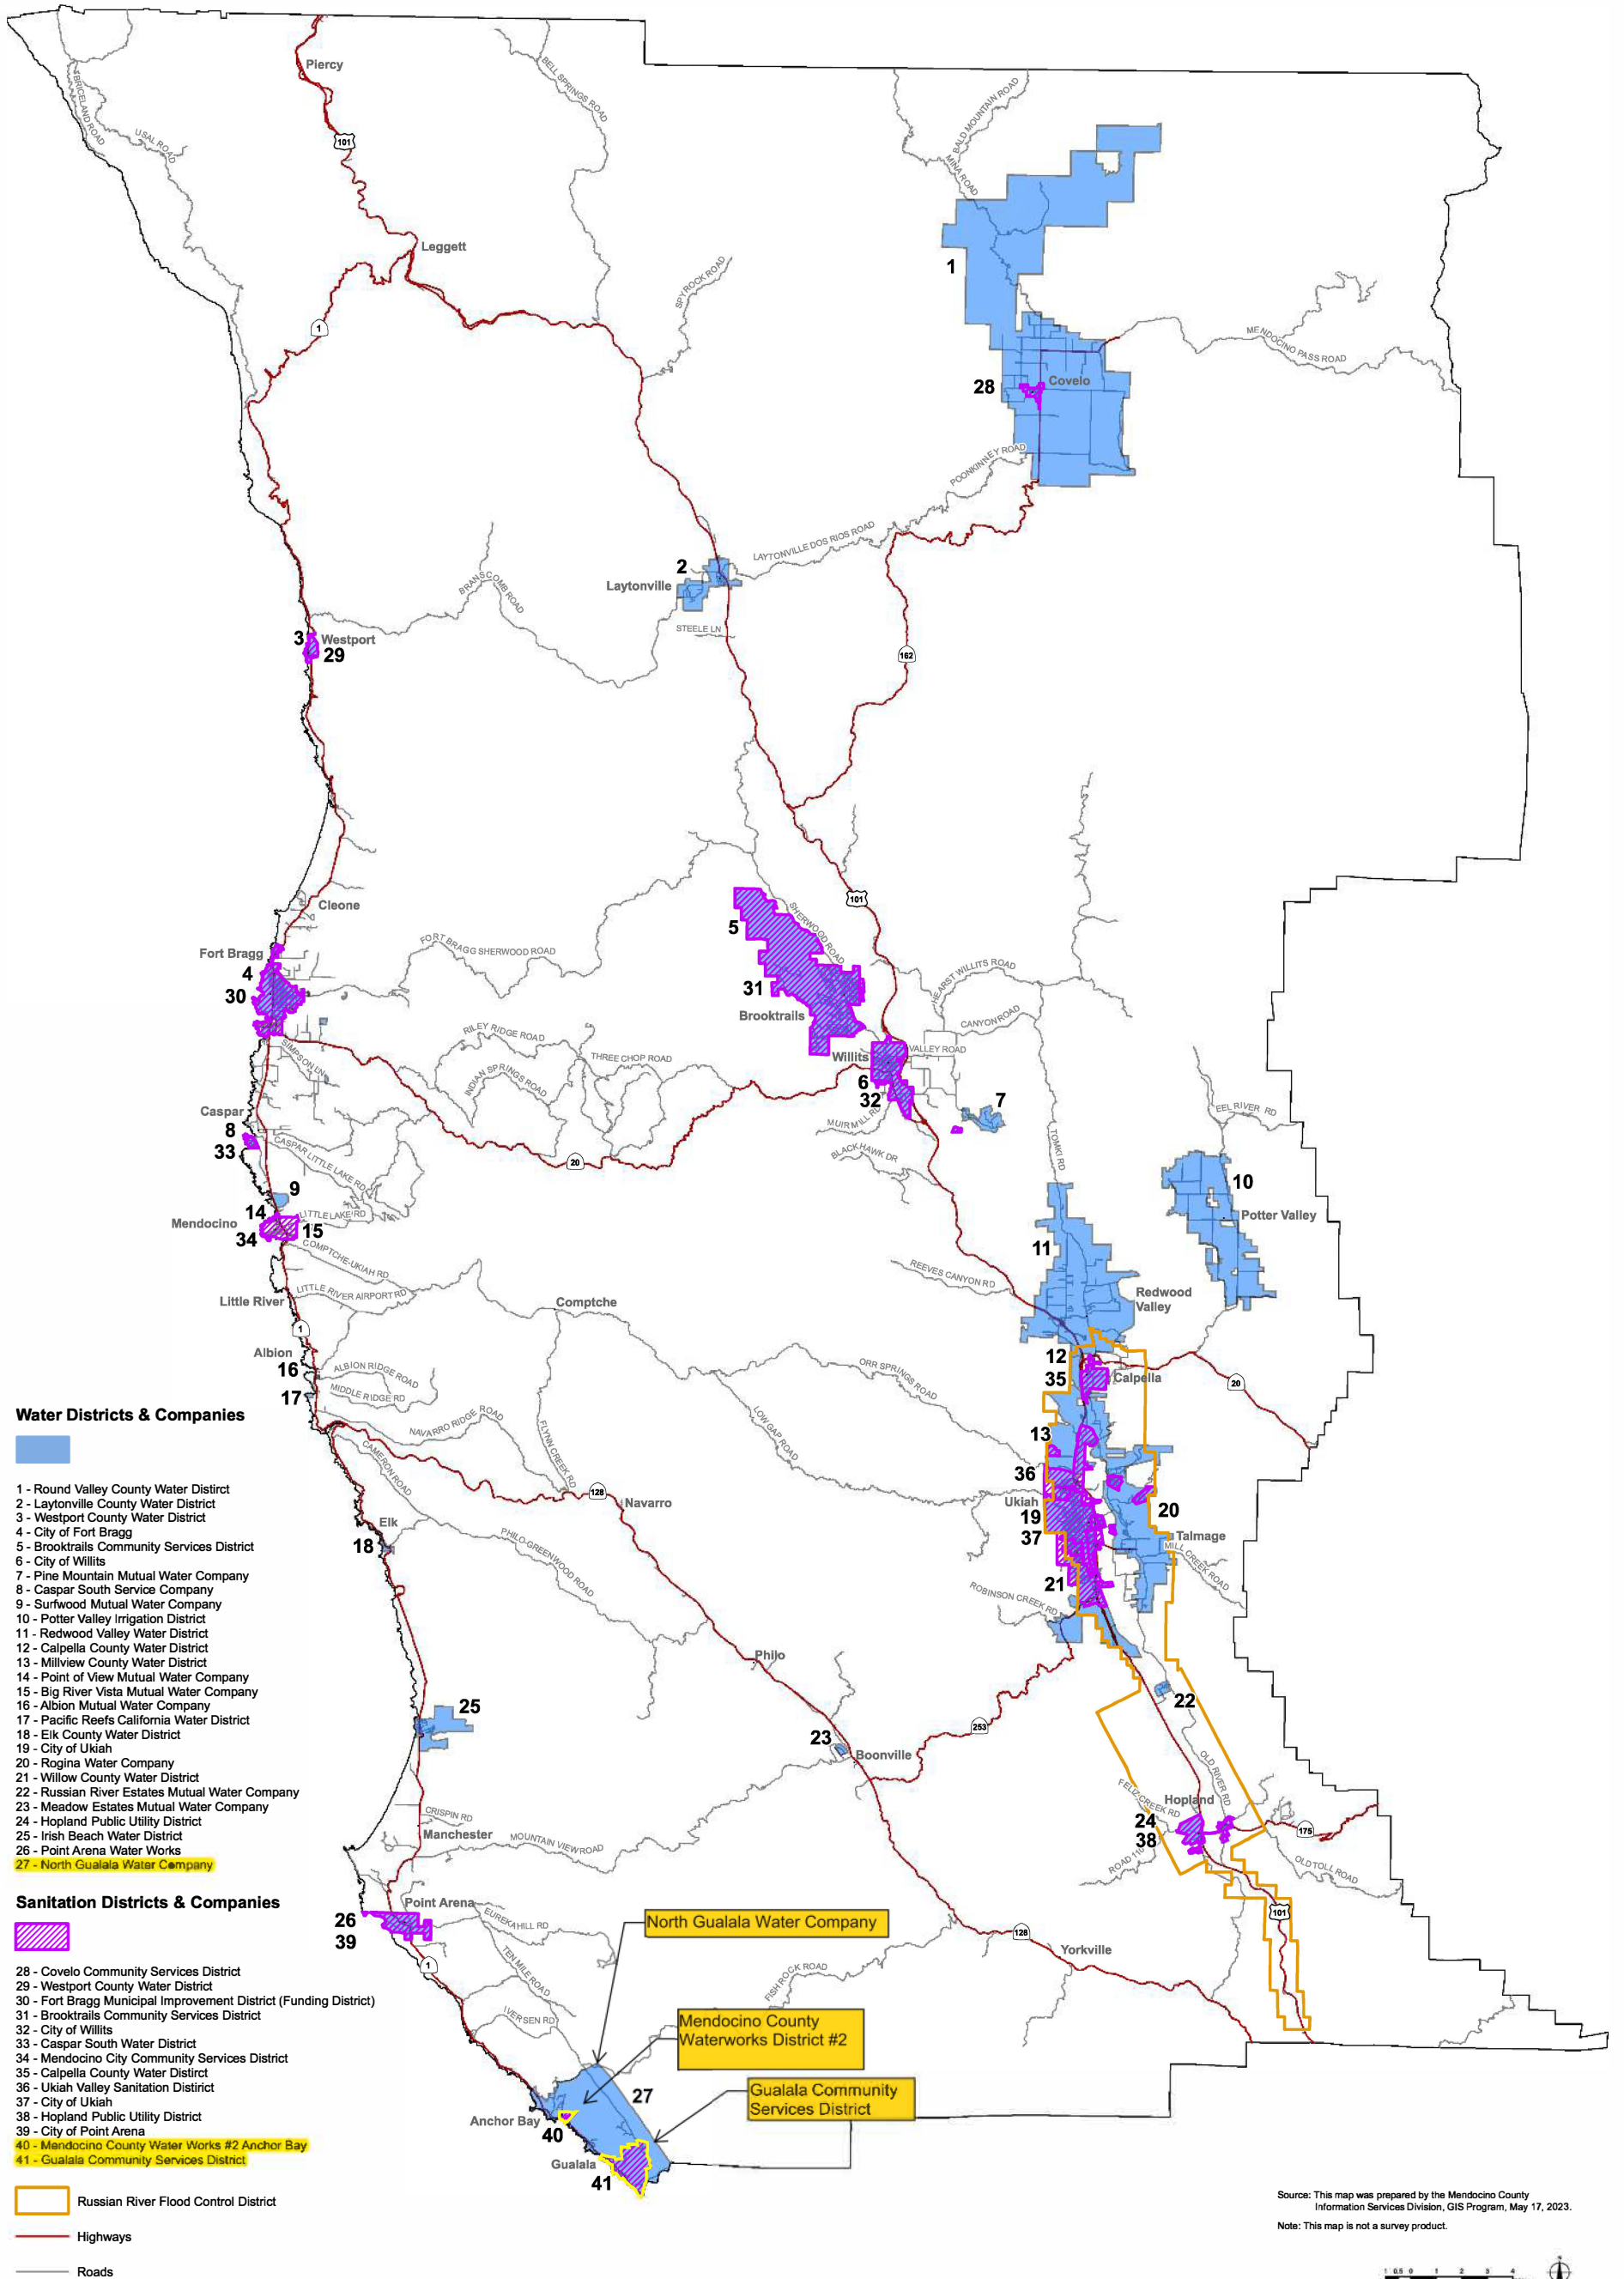 Piercy
BELL SPRINGS ROAD
BRICELAND ROAD
USAL ROAD
101
BALD MOUNTAIN ROAD
MINA ROAD
Leggett
SPYROCK ROAD
1
1
MENDOCINO PASS ROAD
28
Covelo
POONKINNEY ROAD
LAYTONVILLE DOS RIOS ROAD
2
Laytonville
BRANSCOMB ROAD
STEELE LN
3
Westport
29
162
Cleone
101
5
SHERWOOD ROAD
Fort Bragg
FORT BRAGG SHERWOOD ROAD
4
30
31
HEARST WILLITS ROAD
Brooktrails
CANYON ROAD
RILEY RIDGE ROAD
SIMPSON LN
THREE CHOP ROAD
INDIAN SPRINGS ROAD
Willits
VALLEY ROAD
6
32
7
MUIR MILL RD
EEL RIVER RD
Caspar
8
33
CASPAR LITTLE LAKE RD
BLACKHAWK DR
TOMKI RD
20
9
10
14
LITTLE LAKE RD
Mendocino
15
34
Potter Valley
COMPTCHE-UKIAH RD
11
REEVES CANYON RD
LITTLE RIVER AIRPORT RD
Little River
Comptche
Redwood
Valley
1
Albion
16
ALBION RIDGE ROAD
ORR SPRINGS ROAD
12
35
Calpella
20
17
MIDDLE RIDGE RD
NAVARRO RIDGE ROAD
FLYNN CREEK RD
LOW GAP ROAD
13
CAMERON ROAD
36
128
Navarro
Ukiah
19
20
37
Elk
18
Talmage
MILL CREEK ROAD
PHILO-GREENWOOD ROAD
21
ROBINSON CREEK RD
Philo
22
25
253
23
Boonville
OLD RIVER RD
FELIZ CREEK RD
Hopland
24
38
175
CRISPIN RD
Manchester
MOUNTAIN VIEW ROAD
ROAD 110
OLD TOLL ROAD
Point Arena
26
39
EUREKA HILL RD
101
1
TEN MILE ROAD
128
Yorkville
FISH ROCK ROAD
IVERSEN RD
27
Anchor Bay
40
Gualala
41
North Gualala Water Company
Mendocino County
Waterworks District #2
Gualala Community
Services District
Water Districts & Companies
1 - Round Valley County Water Distirct
2 - Laytonville County Water District
3 - Westport County Water District
4 - City of Fort Bragg
5 - Brooktrails Community Services District
6 - City of Willits
7 - Pine Mountain Mutual Water Company
8 - Caspar South Service Company
9 - Surfwood Mutual Water Company
10 - Potter Valley Irrigation District
11 - Redwood Valley Water District
12 - Calpella County Water District
13 - Millview County Water District
14 - Point of View Mutual Water Company
15 - Big River Vista Mutual Water Company
16 - Albion Mutual Water Company
17 - Pacific Reefs California Water District
18 - Elk County Water District
19 - City of Ukiah
20 - Rogina Water Company
21 - Willow County Water District
22 - Russian River Estates Mutual Water Company
23 - Meadow Estates Mutual Water Company
24 - Hopland Public Utility District
25 - Irish Beach Water District
26 - Point Arena Water Works
27 - North Gualala Water Company
Sanitation Districts & Companies
28 - Covelo Community Services District
29 - Westport County Water District
30 - Fort Bragg Municipal Improvement District (Funding District)
31 - Brooktrails Community Services District
32 - City of Willits
33 - Caspar South Water District
34 - Mendocino City Community Services District
35 - Calpella County Water Distirct
36 - Ukiah Valley Sanitation District
37 - City of Ukiah
38 - Hopland Public Utility District
39 - City of Point Arena
40 - Mendocino County Water Works #2 Anchor Bay
41 - Gualala Community Services District
Russian River Flood Control District
Highways
Roads
Source: This map was prepared by the Mendocino County
Information Services Division, GIS Program, May 17, 2023.
Note: This map is not a survey product.
1 0.5 0 1 2 3 4
N